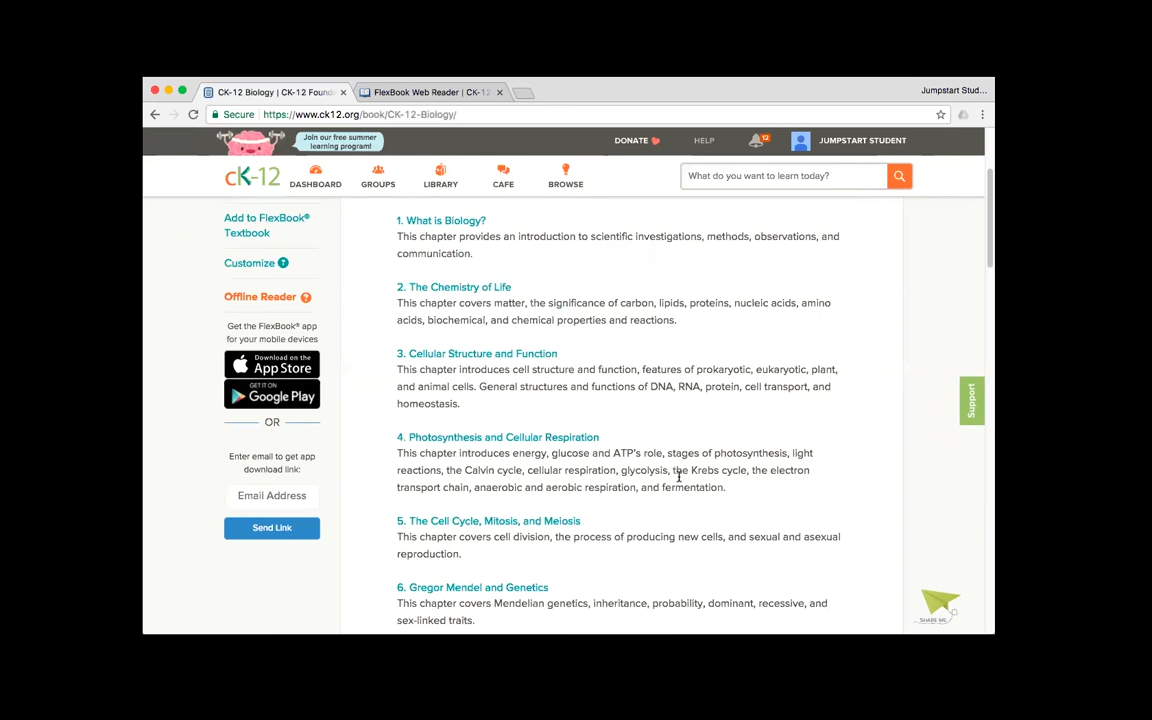 CK-12 Biology | CK-12 Found
FlexBook Web Reader | CK-12
Jumpstart Stud...
Secure https://www.ck12.org/book/CK-12-Biology/
Join our free summer
learning program!
DONATE
HELP
12
JUMPSTART STUDENT
cK-12
DASHBOARD
GROUPS
LIBRARY
CAFE
BROWSE
What do you want to learn today?
Add to FlexBook®
Textbook
Customize ?
Offline Reader ?
Get the FlexBook® app
for your mobile devices
Download on the
App Store
GET IT ON
Google Play
OR
Enter email to get app
download link:
Email Address
Send Link
1. What is Biology?
This chapter provides an introduction to scientific investigations, methods, observations, and
communication.
2. The Chemistry of Life
This chapter covers matter, the significance of carbon, lipids, proteins, nucleic acids, amino
acids, biochemical, and chemical properties and reactions.
3. Cellular Structure and Function
This chapter introduces cell structure and function, features of prokaryotic, eukaryotic, plant,
and animal cells. General structures and functions of DNA, RNA, protein, cell transport, and
homeostasis.
4. Photosynthesis and Cellular Respiration
This chapter introduces energy, glucose and ATP's role, stages of photosynthesis, light
reactions, the Calvin cycle, cellular respiration, glycolysis, the Krebs cycle, the electron
transport chain, anaerobic and aerobic respiration, and fermentation.
5. The Cell Cycle, Mitosis, and Meiosis
This chapter covers cell division, the process of producing new cells, and sexual and asexual
reproduction.
6. Gregor Mendel and Genetics
This chapter covers Mendelian genetics, inheritance, probability, dominant, recessive, and
sex-linked traits.
Support
SHARE ME